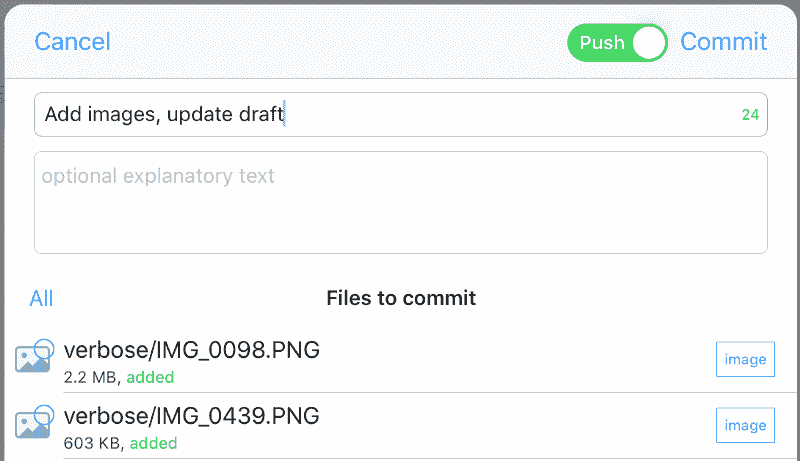 Cancel Push Commit
Add images, update draft 24
optional explanatory text
All Files to commit
verbose/IMG_0098.PNG image
2.2 MB, added
verbose/IMG_0439.PNG image
603 KB, added